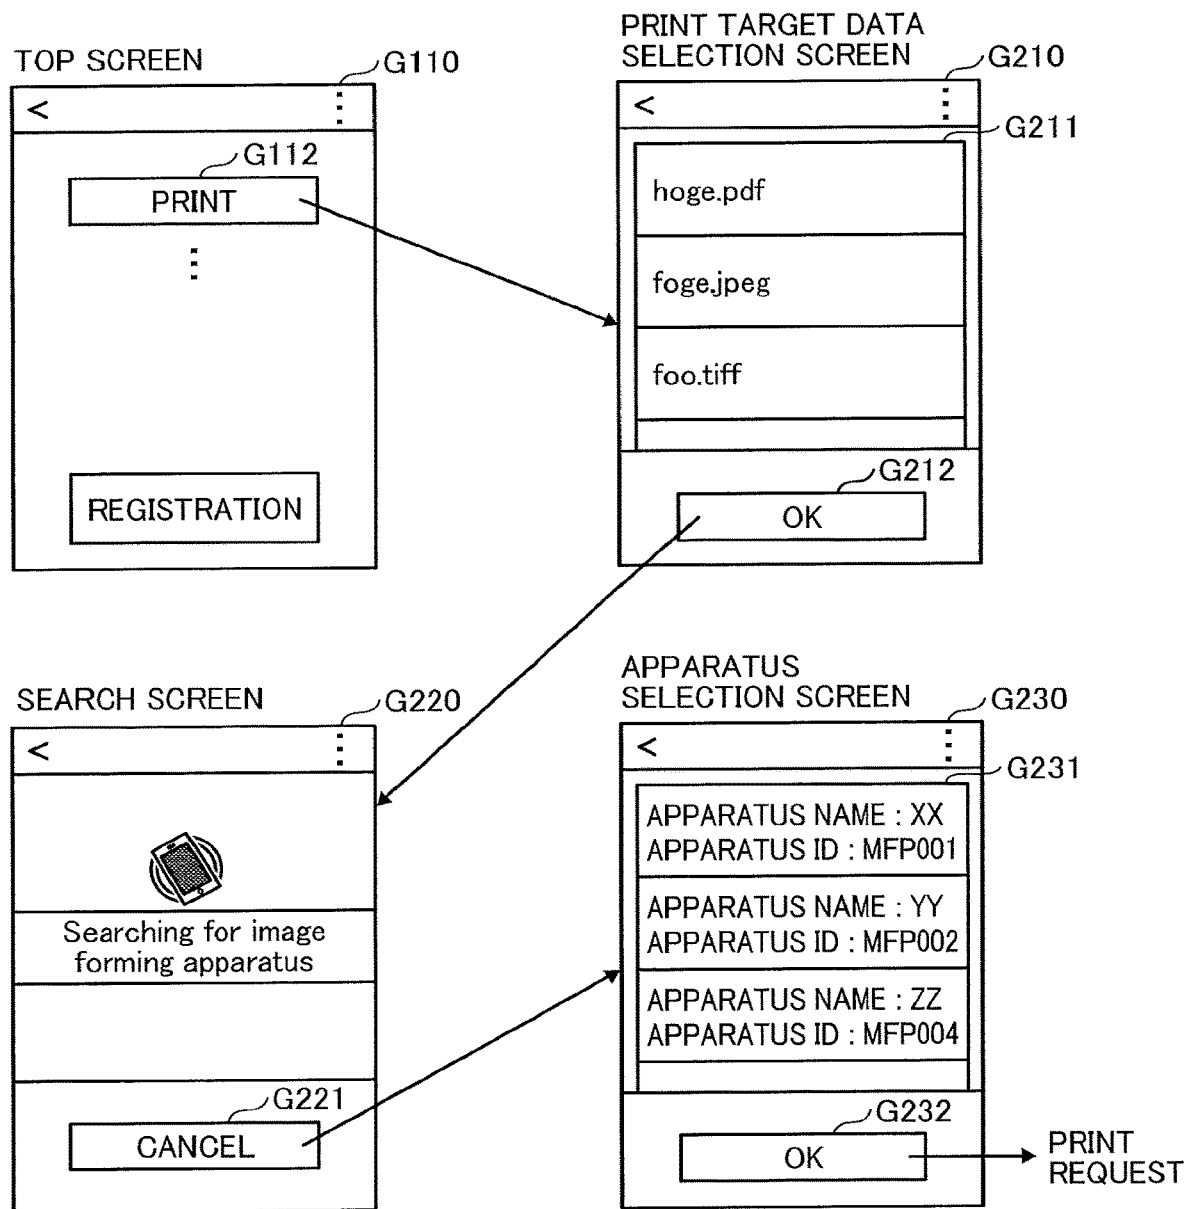 TOP SCREEN
G110
<
G112
PRINT
REGISTRATION
PRINT TARGET DATA
SELECTION SCREEN
G210
<
G211
hoge.pdf
foge.jpeg
foo.tiff
G212
OK
SEARCH SCREEN
G220
<
Searching for image
forming apparatus
G221
CANCEL
APPARATUS
SELECTION SCREEN
G230
<
G231
APPARATUS NAME : XX
APPARATUS ID : MFP001
APPARATUS NAME : YY
APPARATUS ID : MFP002
APPARATUS NAME : ZZ
APPARATUS ID : MFP004
G232
OK
PRINT
REQUEST